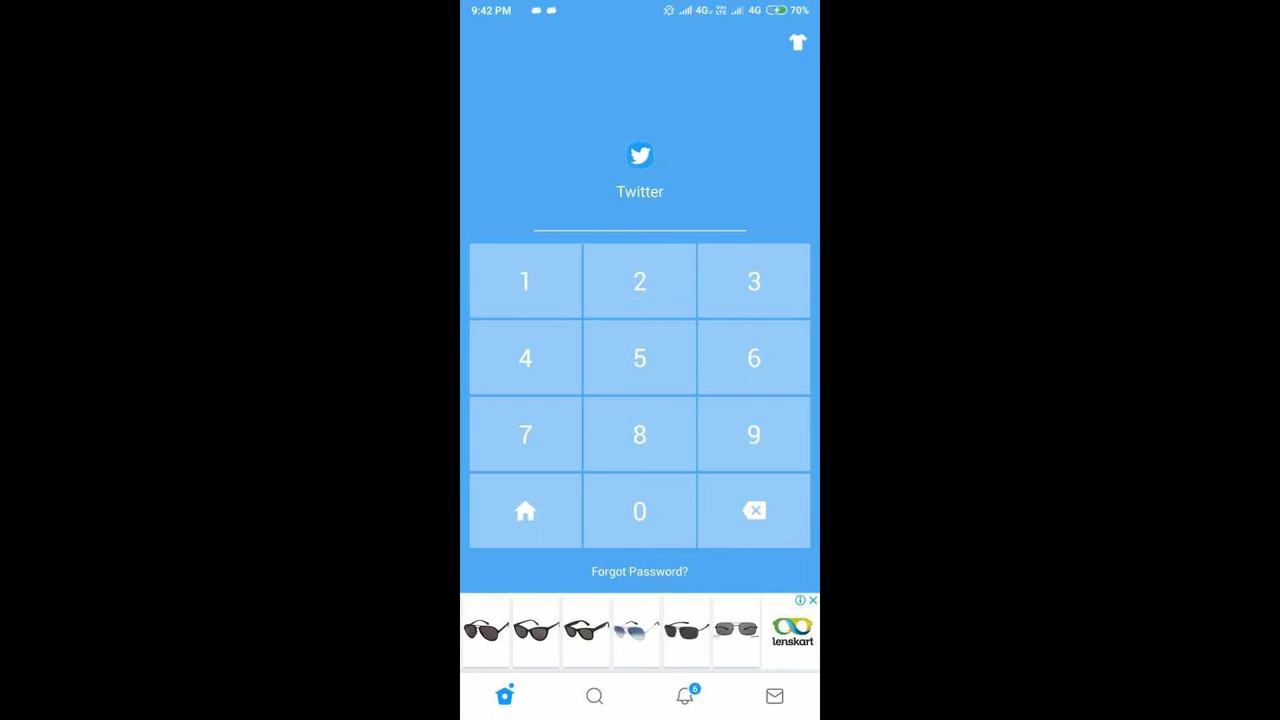 9:42 PM 4G VoLTE 4G 70%
Twitter
1 2 3
4 5 6
7 8 9
0
Forgot Password?
lenskart
6